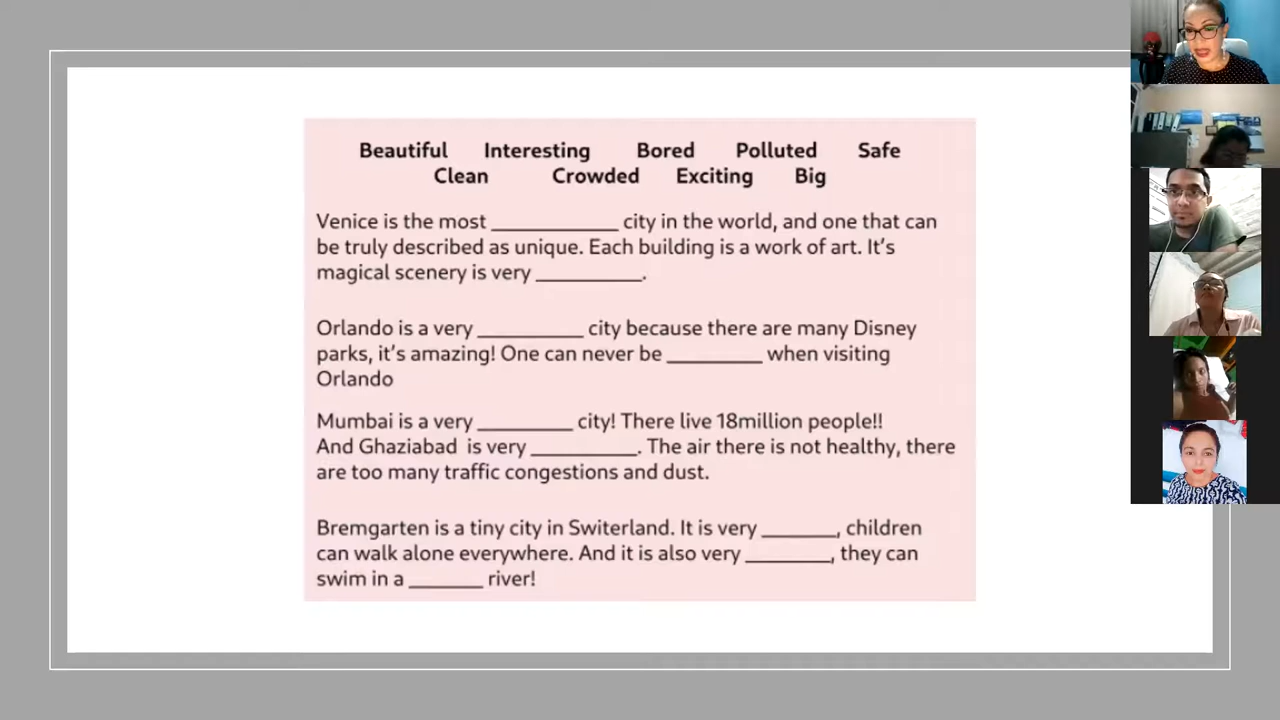 Beautiful Interesting Bored Polluted Safe
Clean Crowded Exciting Big
Venice is the most ____________ city in the world, and one that can
be truly described as unique. Each building is a work of art. It's
magical scenery is very __________.
Orlando is a very __________ city because there are many Disney
parks, it's amazing! One can never be _________ when visiting
Orlando
Mumbai is a very _________ city! There live 18million people!!
And Ghaziabad is very __________. The air there is not healthy, there
are too many traffic congestions and dust.
Bremgarten is a tiny city in Switerland. It is very _______, children
can walk alone everywhere. And it is also very ________, they can
swim in a _______ river!